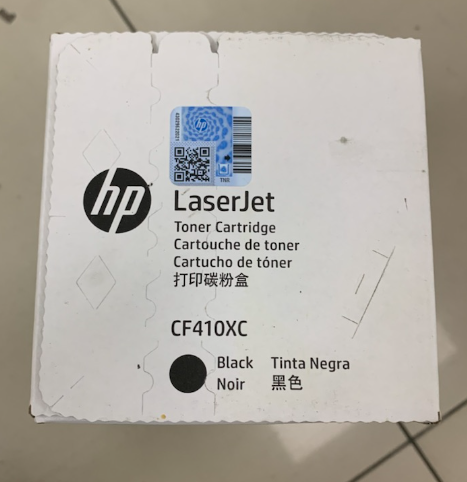 hp
LaserJet
Toner Cartridge
Cartouche de toner
Cartucho de tóner
打印碳粉盒
CF410XC
Black Tinta Negra
Noir 黑色